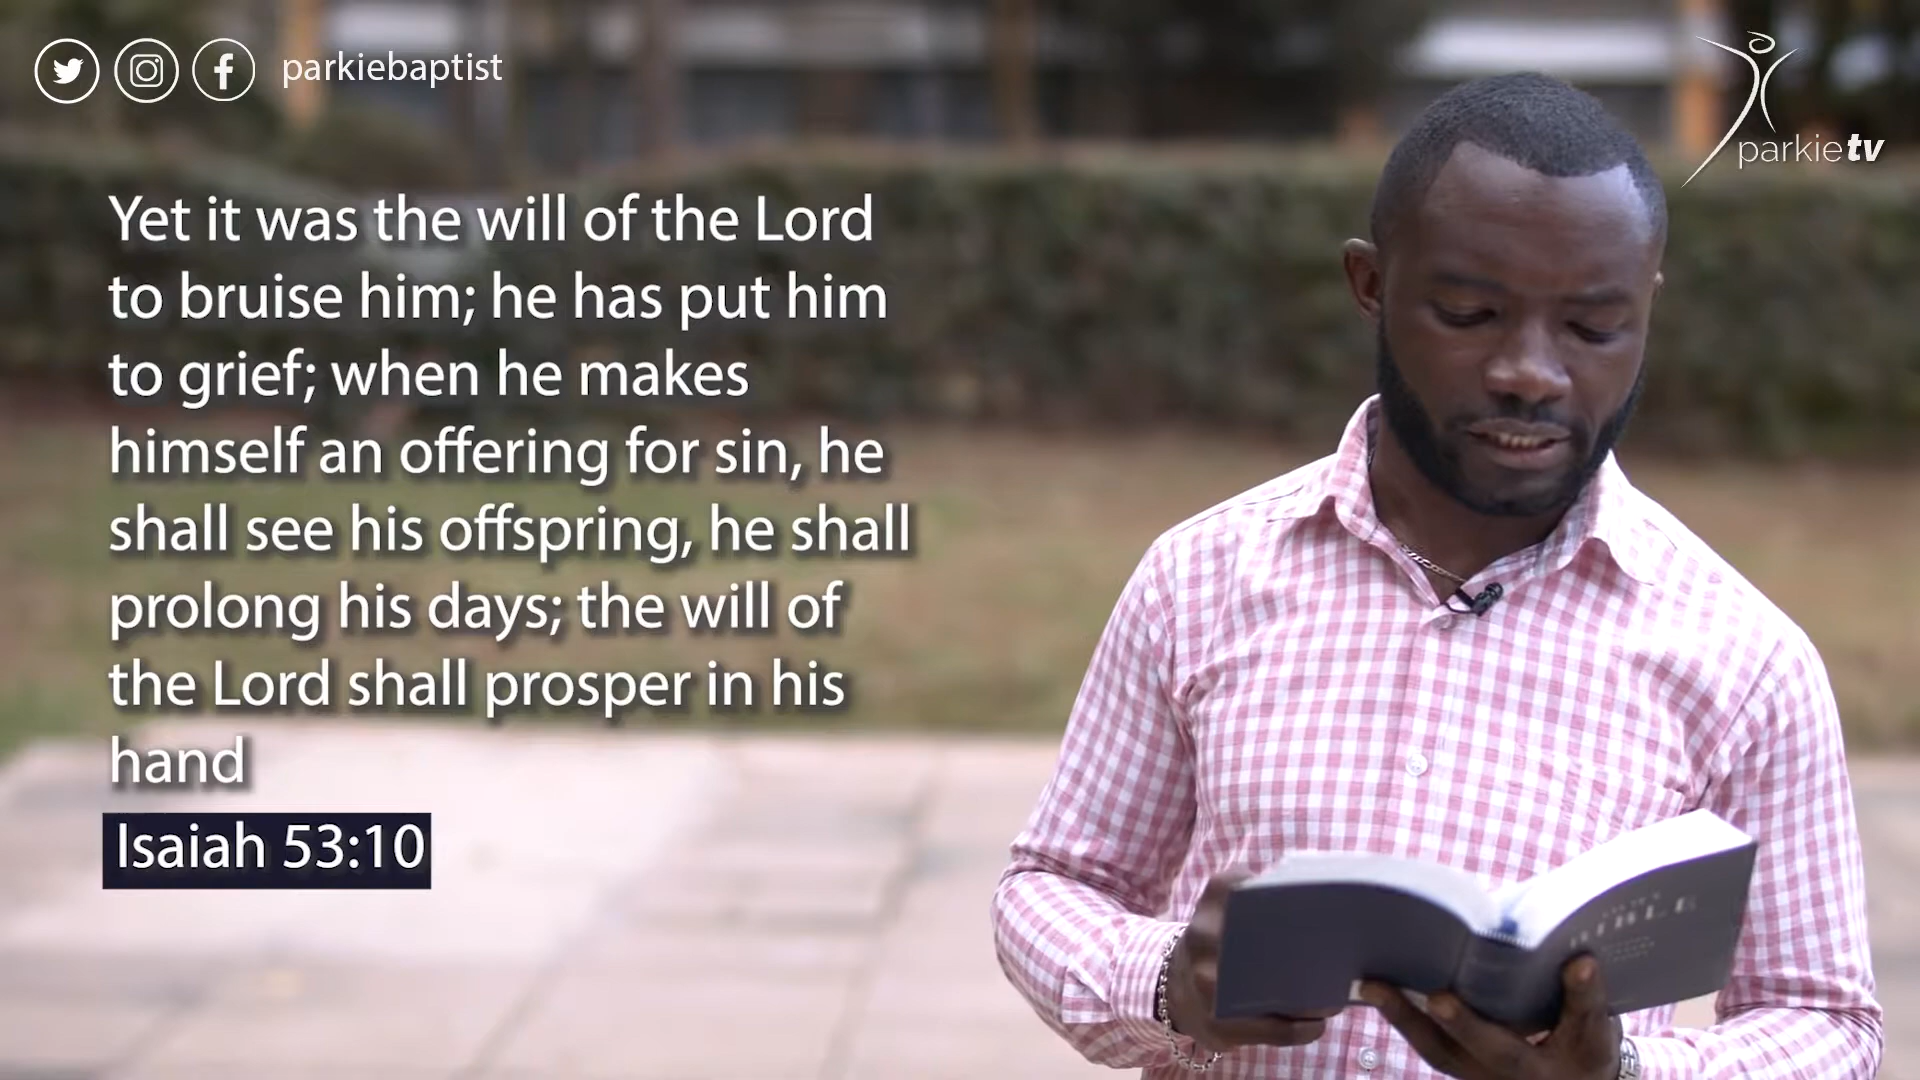 parkiebaptist
parkietv
Yet it was the will of the Lord
to bruise him; he has put him
to grief; when he makes
himself an offering for sin, he
shall see his offspring, he shall
prolong his days; the will of
the Lord shall prosper in his
hand
Isaiah 53:10
BIBLE